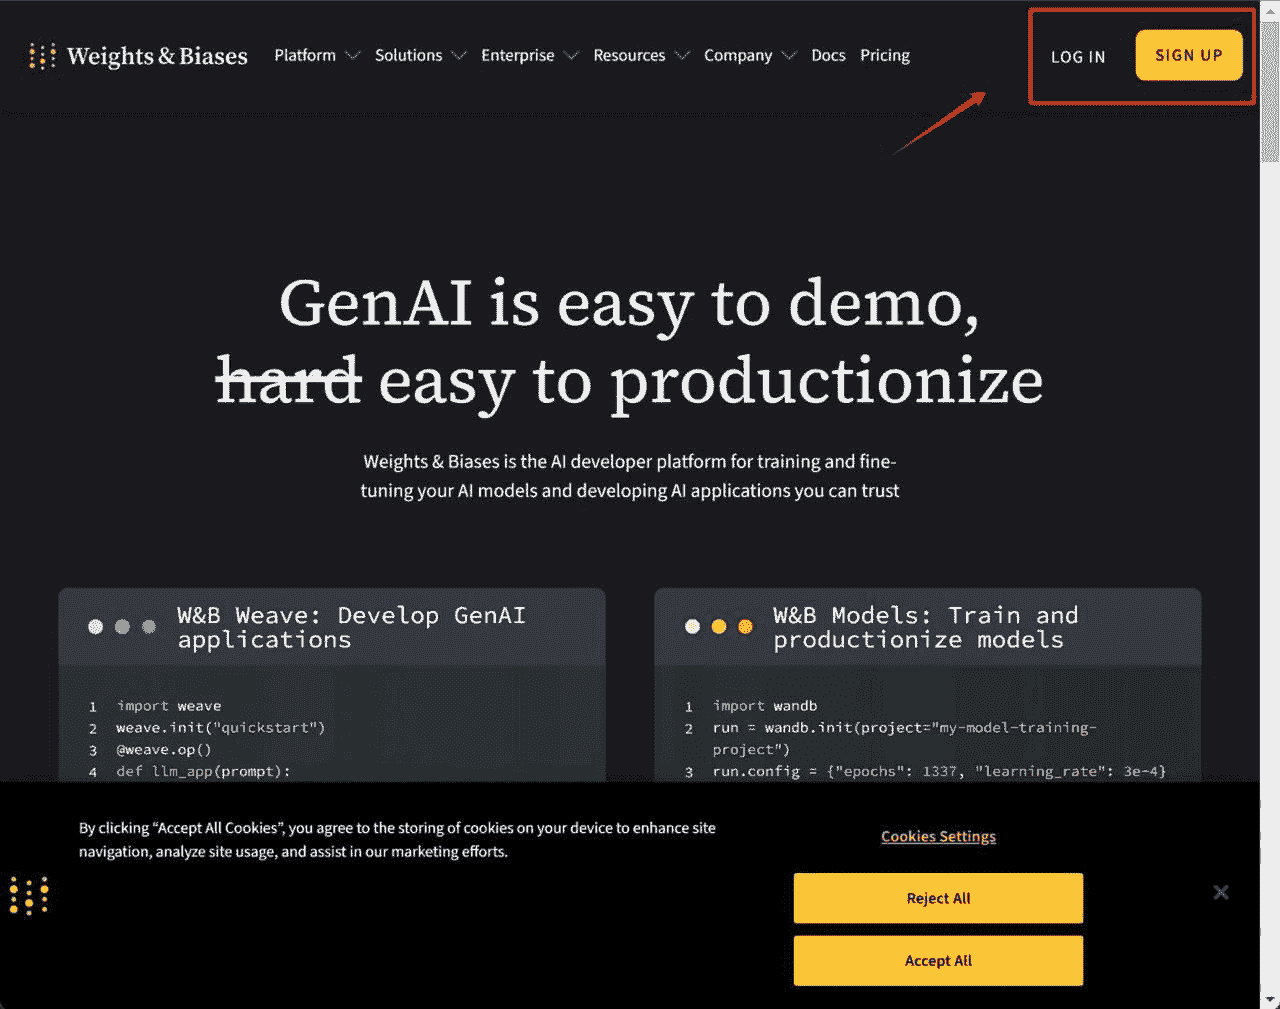 Weights & Biases Platform Solutions Enterprise Resources Company Docs Pricing LOG IN SIGN UP
GenAI is easy to demo,
hard easy to productionize
Weights & Biases is the AI developer platform for training and fine-
tuning your AI models and developing AI applications you can trust
W&B Weave: Develop GenAI
applications
1 import weave
2 weave.init("quickstart")
3 @weave.op()
4 def llm_app(prompt):
W&B Models: Train and
productionize models
1 import wandb
2 run = wandb.init(project="my-model-training-
project")
3 run.config = {"epochs": 1337, "learning_rate": 3e-4}
By clicking “Accept All Cookies”, you agree to the storing of cookies on your device to enhance site
navigation, analyze site usage, and assist in our marketing efforts.
Cookies Settings
Reject All
Accept All